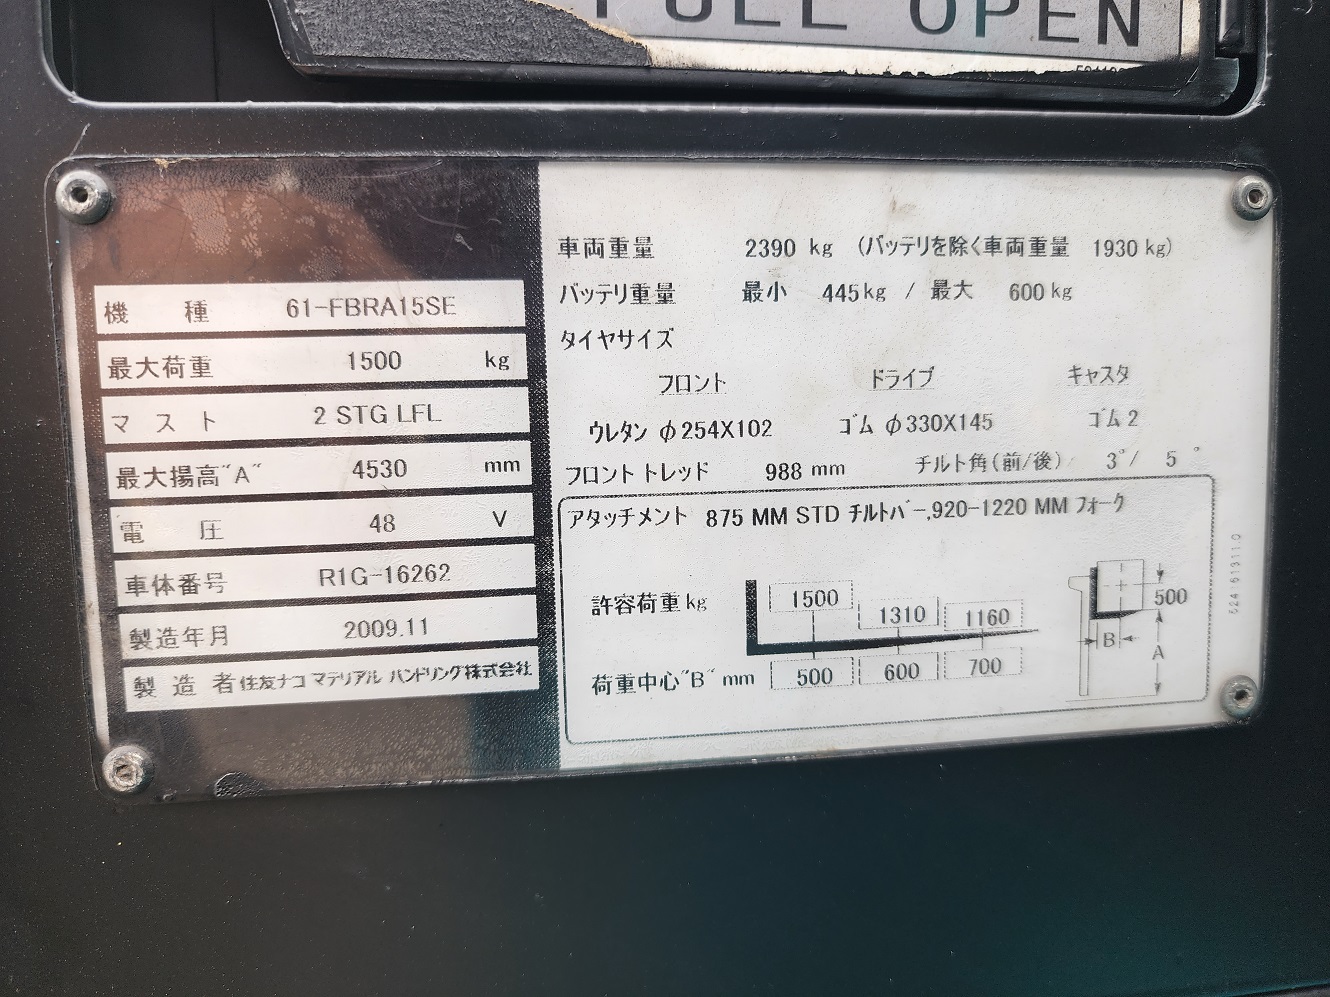 FULL OPEN
機種 61-FBRA15SE
最大荷重 1500 kg
マスト 2 STG LFL
最大揚高"A" 4530 mm
電圧 48 V
車体番号 R1G-16262
製造年月 2009.11
製造者 住友ナコ マテリアル ハンドリング株式会社
車両重量 2390 kg (バッテリを除く車両重量 1930 kg)
バッテリ重量 最小 445kg / 最大 600 kg
タイヤサイズ
フロント ドライブ キャスタ
ウレタン φ254X102 ゴム φ330X145 ゴム 2
フロント トレッド 988 mm チルト角(前/後) 3°/ 5°
アタッチメント 875 MM STD チルトバー,920-1220 MM フォーク
許容荷重 kg 1500 1310 1160
荷重中心"B" mm 500 600 700
500
B
A